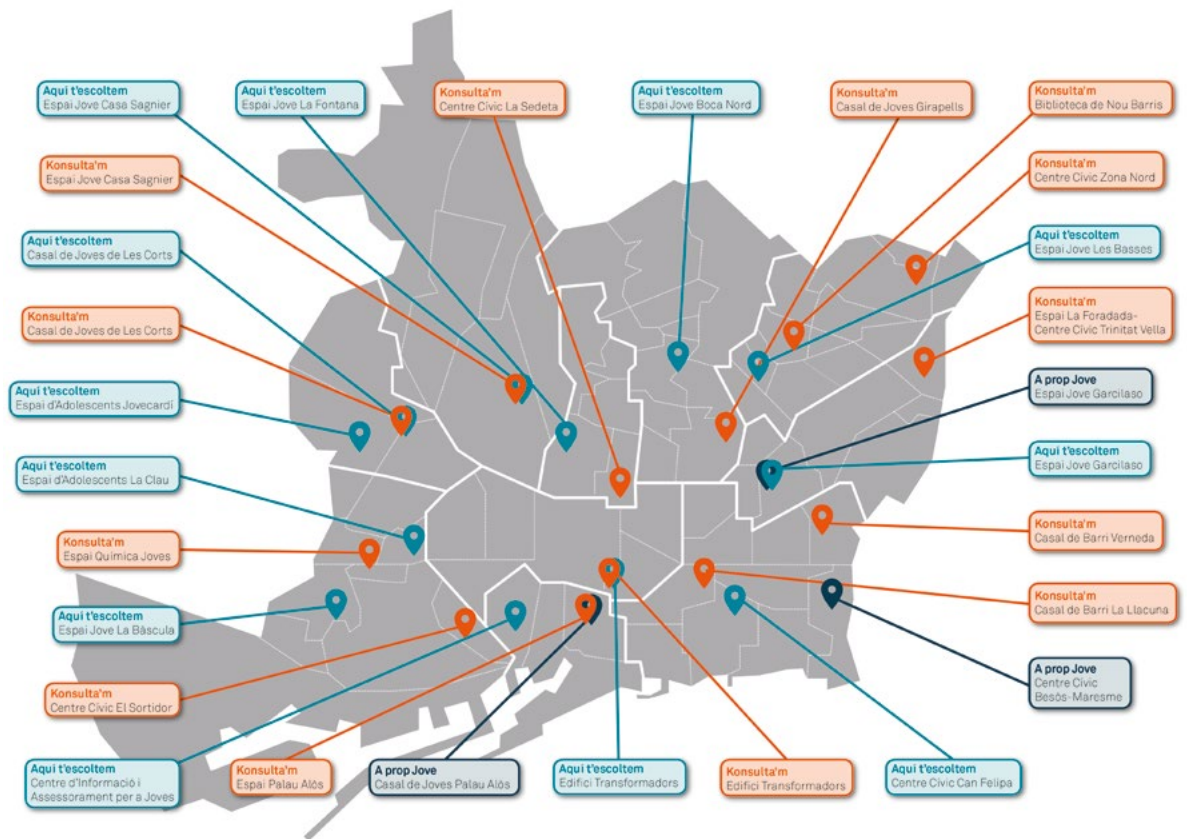 Aquí t'escoltem
Espai Jove Casa Sagnier
Aquí t'escoltem
Espai Jove La Fontana
Konsulta'm
Centre Cívic La Sedeta
Aquí t'escoltem
Espai Jove Boca Nord
Konsulta'm
Casal de Joves Girapells
Konsulta'm
Biblioteca de Nou Barris
Konsulta'm
Espai Jove Casa Sagnier
Konsulta'm
Centre Cívic Zona Nord
Aquí t'escoltem
Casal de Joves de Les Corts
Aquí t'escoltem
Espai Jove Les Basses
Konsulta'm
Casal de Joves de Les Corts
Konsulta'm
Espai La Foradada-
Centre Cívic Trinitat Vella
Aquí t'escoltem
Espai d'Adolescents Jovecardí
A prop Jove
Espai Jove Garcilaso
Aquí t'escoltem
Espai d'Adolescents La Clau
Aquí t'escoltem
Espai Jove Garcilaso
Konsulta'm
Espai Química Joves
Konsulta'm
Casal de Barri Verneda
Aquí t'escoltem
Espai Jove La Bàscula
Konsulta'm
Casal de Barri La Llacuna
Konsulta'm
Centre Cívic El Sortidor
A prop Jove
Centre Cívic
Besòs-Maresme
Aquí t'escoltem
Centre d'Informació i
Assessorament per a Joves
Konsulta'm
Espai Palau Alòs
A prop Jove
Casal de Joves Palau Alòs
Aquí t'escoltem
Edifici Transformadors
Konsulta'm
Edifici Transformadors
Aquí t'escoltem
Centre Cívic Can Felipa